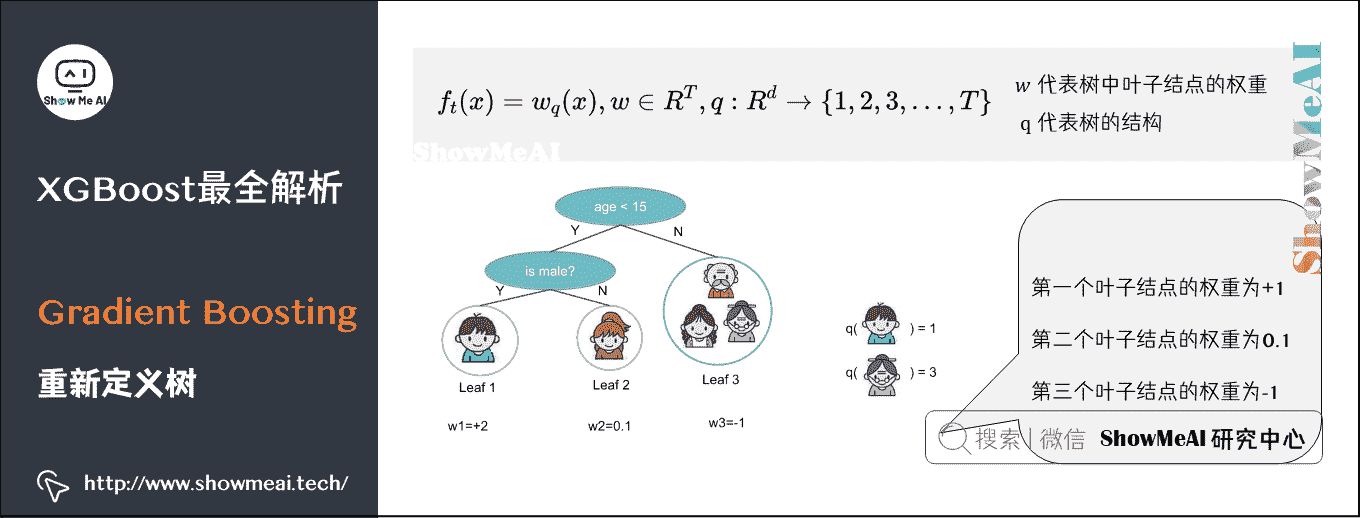 Show Me AI
XGBoost最全解析
Gradient Boosting
重新定义树
http://www.showmeai.tech/
f_t(x) = w_q(x), w ∈ R^T, q : R^d → {1, 2, 3, . . . , T}
w 代表树中叶子结点的权重
q 代表树的结构
ShowMeAI
ShowMeAI
age < 15
Y
N
is male?
Y
N
Leaf 1
Leaf 2
Leaf 3
w1=+2
w2=0.1
w3=-1
q( ) = 1
q( ) = 3
第一个叶子结点的权重为+1
第二个叶子结点的权重为0.1
第三个叶子结点的权重为-1
搜索 | 微信 ShowMeAI 研究中心